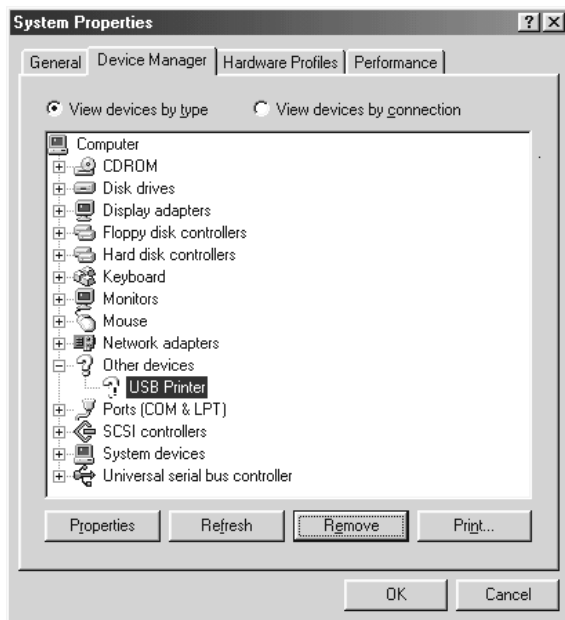 System Properties
General Device Manager Hardware Profiles Performance
View devices by type View devices by connection
Computer
CDROM
Disk drives
Display adapters
Floppy disk controllers
Hard disk controllers
Keyboard
Monitors
Mouse
Network adapters
Other devices
USB Printer
Ports (COM & LPT)
SCSI controllers
System devices
Universal serial bus controller
Properties Refresh Remove Print...
OK Cancel